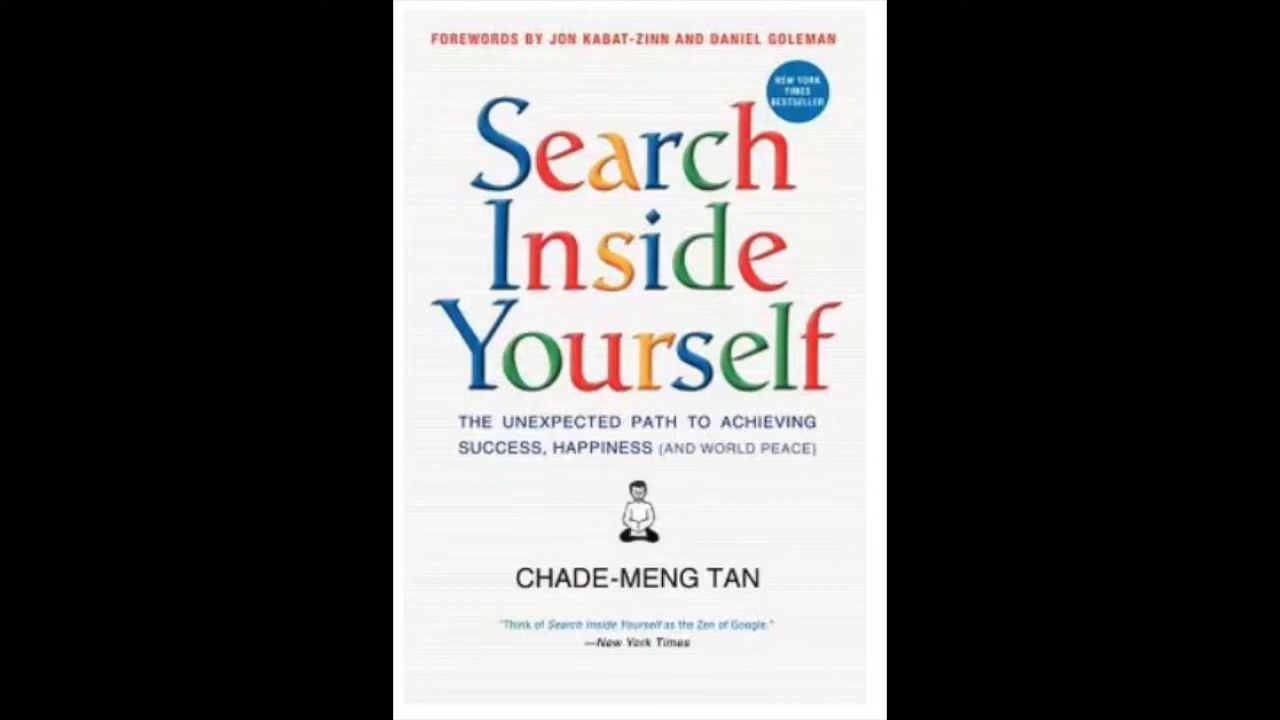 FOREWORDS BY JON KABAT-ZINN AND DANIEL GOLEMAN
NEW YORK
TIMES
BESTSELLER
Search
Inside
Yourself
THE UNEXPECTED PATH TO ACHIEVING
SUCCESS, HAPPINESS (AND WORLD PEACE)
CHADE-MENG TAN
"Think of Search Inside Yourself as the Zen of Google."
—New York Times